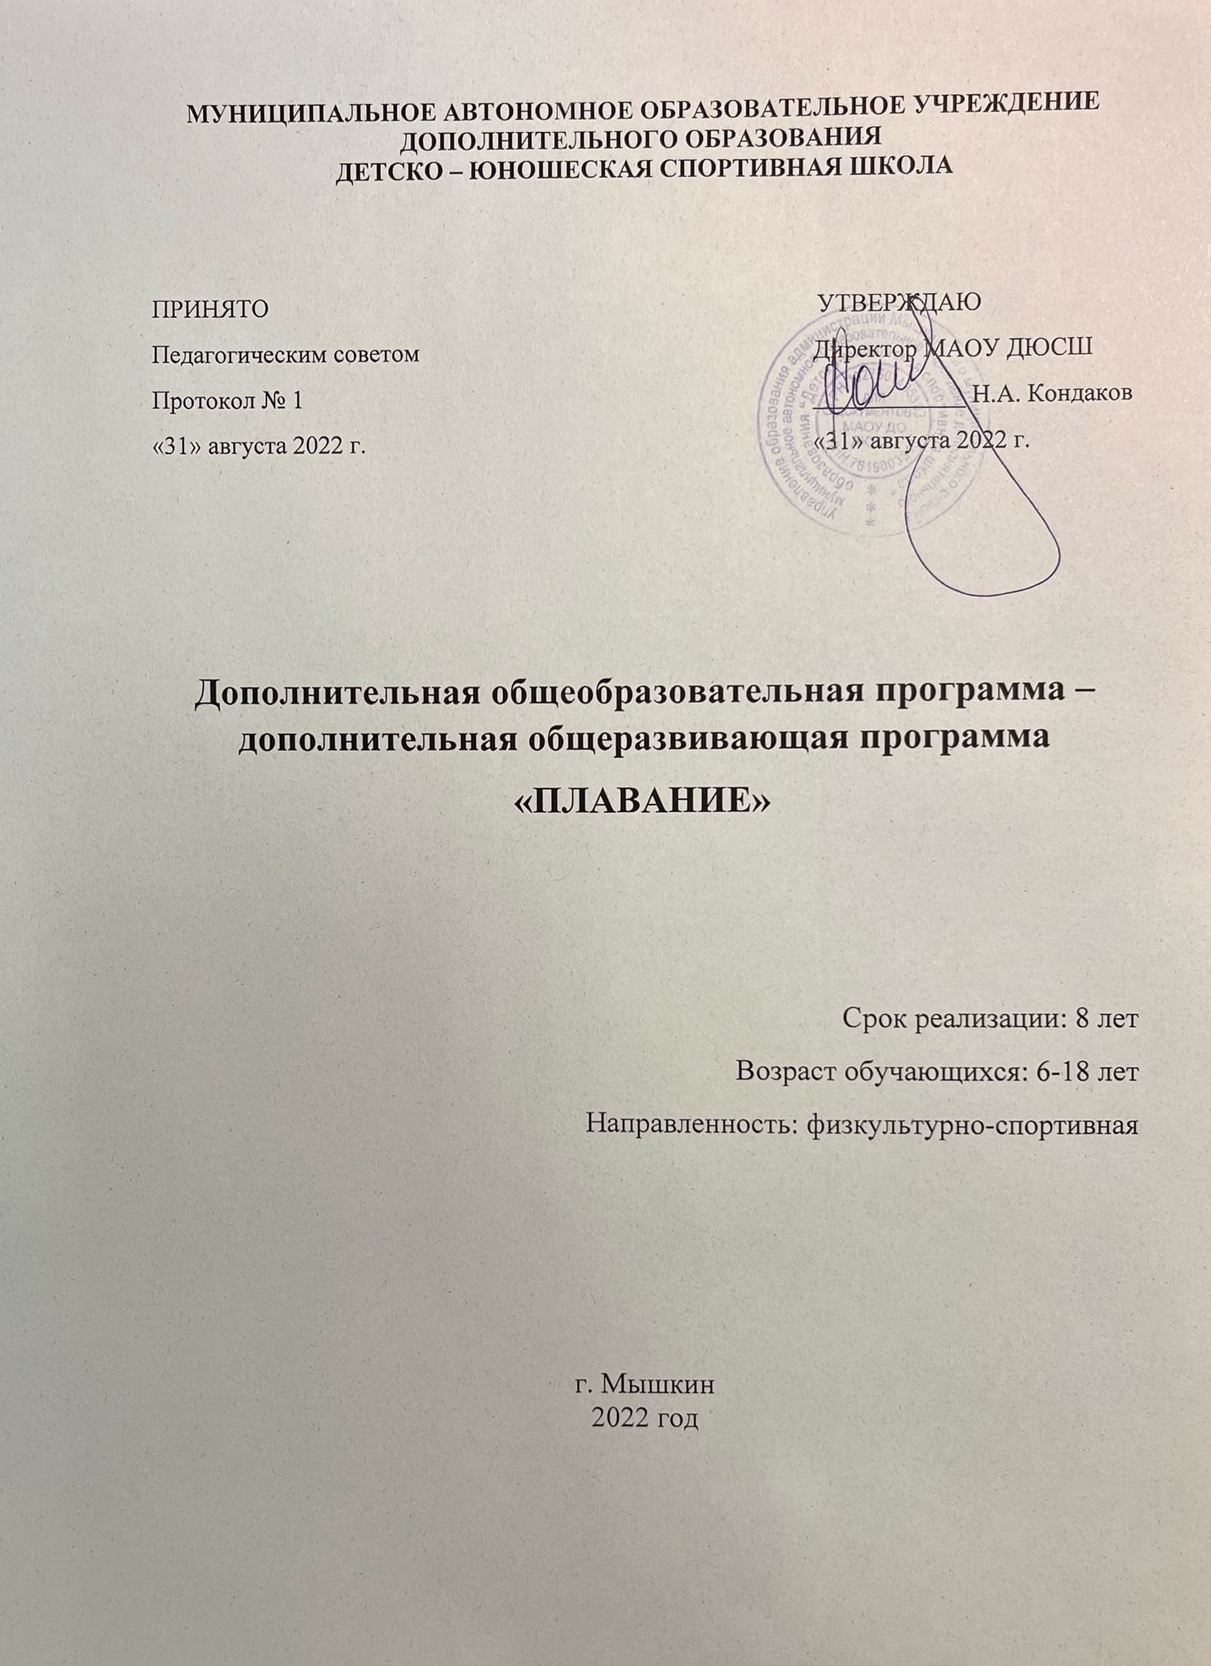 МУНИЦИПАЛЬНОЕ АВТОНОМНОЕ ОБРАЗОВАТЕЛЬНОЕ УЧРЕЖДЕНИЕ
ДОПОЛНИТЕЛЬНОГО ОБРАЗОВАНИЯ
ДЕТСКО – ЮНОШЕСКАЯ СПОРТИВНАЯ ШКОЛА
ПРИНЯТО
Педагогическим советом
Протокол № 1
«31» августа 2022 г.
УТВЕРЖДАЮ
Директор МАОУ ДЮСШ
Н.А. Кондаков
«31» августа 2022 г.
МАОУ ДО
Дополнительная общеобразовательная программа –
дополнительная общеразвивающая программа
«ПЛАВАНИЕ»
Срок реализации: 8 лет
Возраст обучающихся: 6-18 лет
Направленность: физкультурно-спортивная
г. Мышкин
2022 год